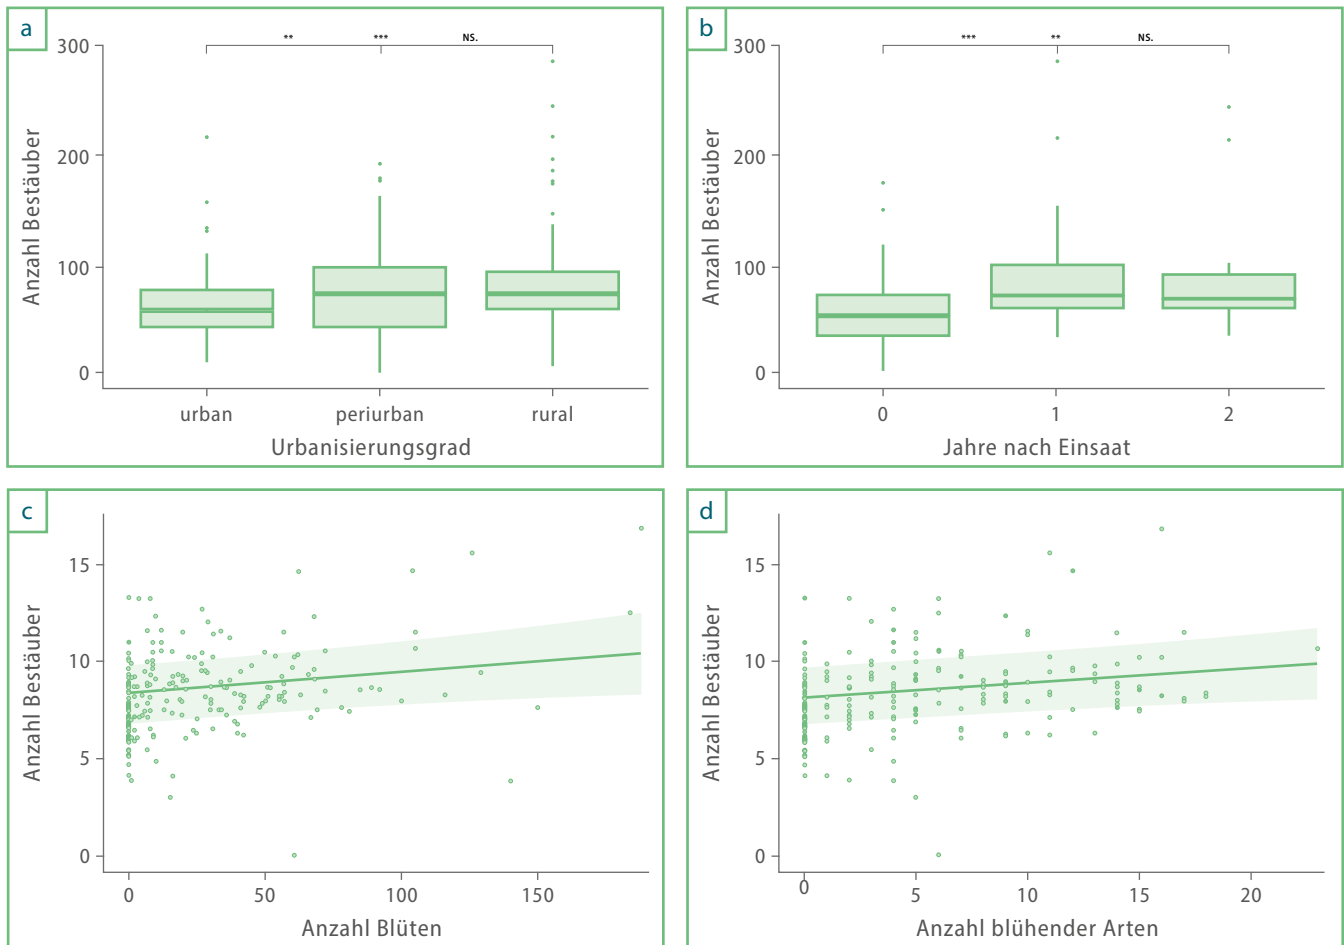 a
** *** NS.
300
200
100
0
Anzahl Bestäuber
urban periurban rural
Urbanisierungsgrad
b
*** ** NS.
300
200
100
0
Anzahl Bestäuber
0 1 2
Jahre nach Einsaat
c
15
10
5
0
Anzahl Bestäuber
0 50 100 150
Anzahl Blüten
d
15
10
5
0
Anzahl Bestäuber
0 5 10 15 20
Anzahl blühender Arten